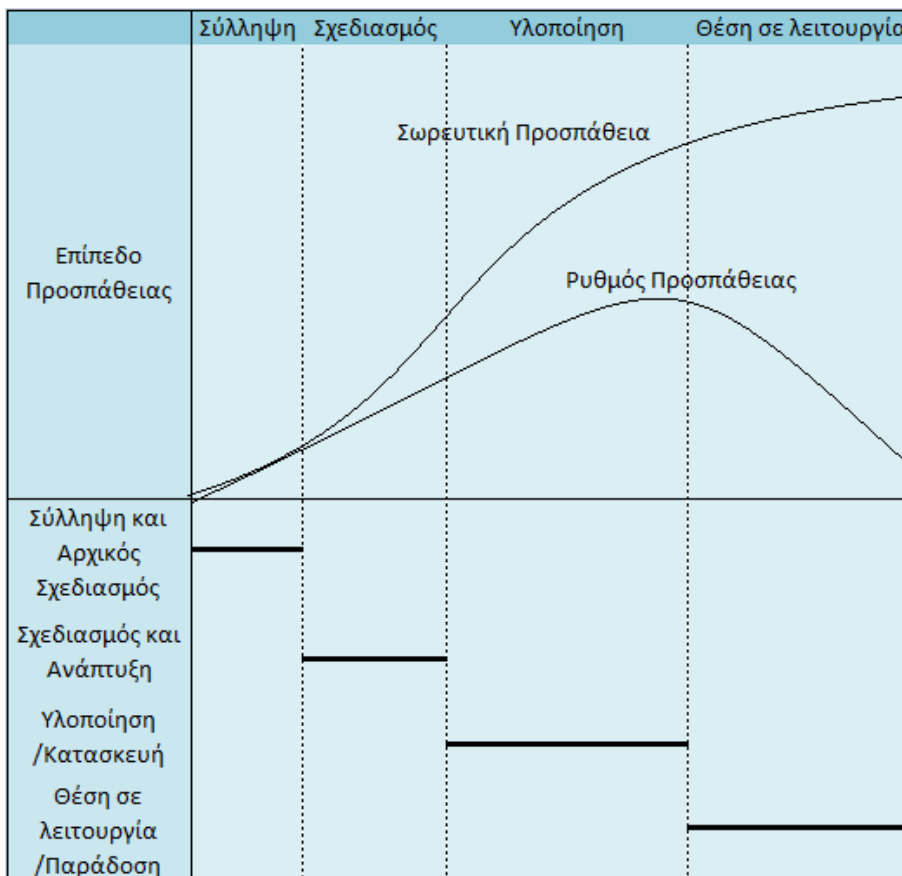 Σύλληψη Σχεδιασμός Υλοποίηση Θέση σε λειτουργία
Σωρευτική Προσπάθεια
Επίπεδο
Προσπάθειας
Ρυθμός Προσπάθειας
Σύλληψη και
Αρχικός
Σχεδιασμός
Σχεδιασμός και
Ανάπτυξη
Υλοποίηση
/Κατασκευή
Θέση σε
λειτουργία
/Παράδοση